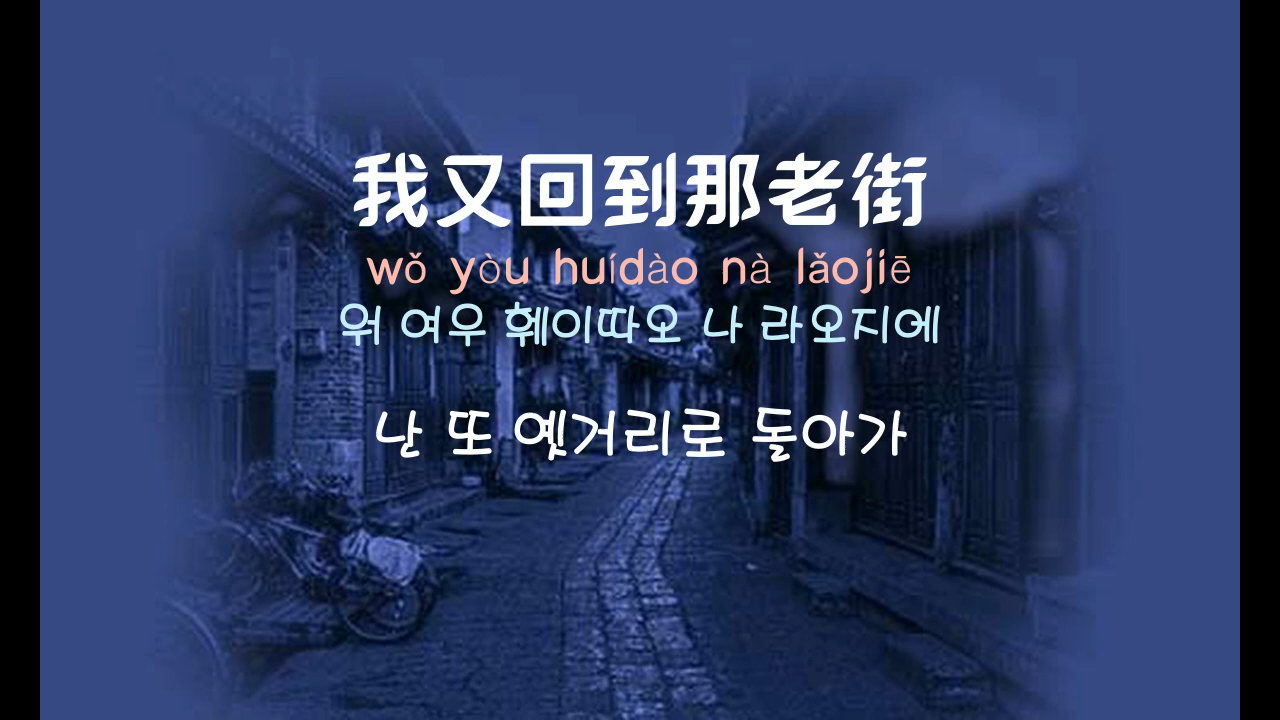 我又回到那老街
wǒ yòu huídào nà lǎojiē
워 여우 훼이따오 나 라오지에
난 또 옛거리로 돌아가